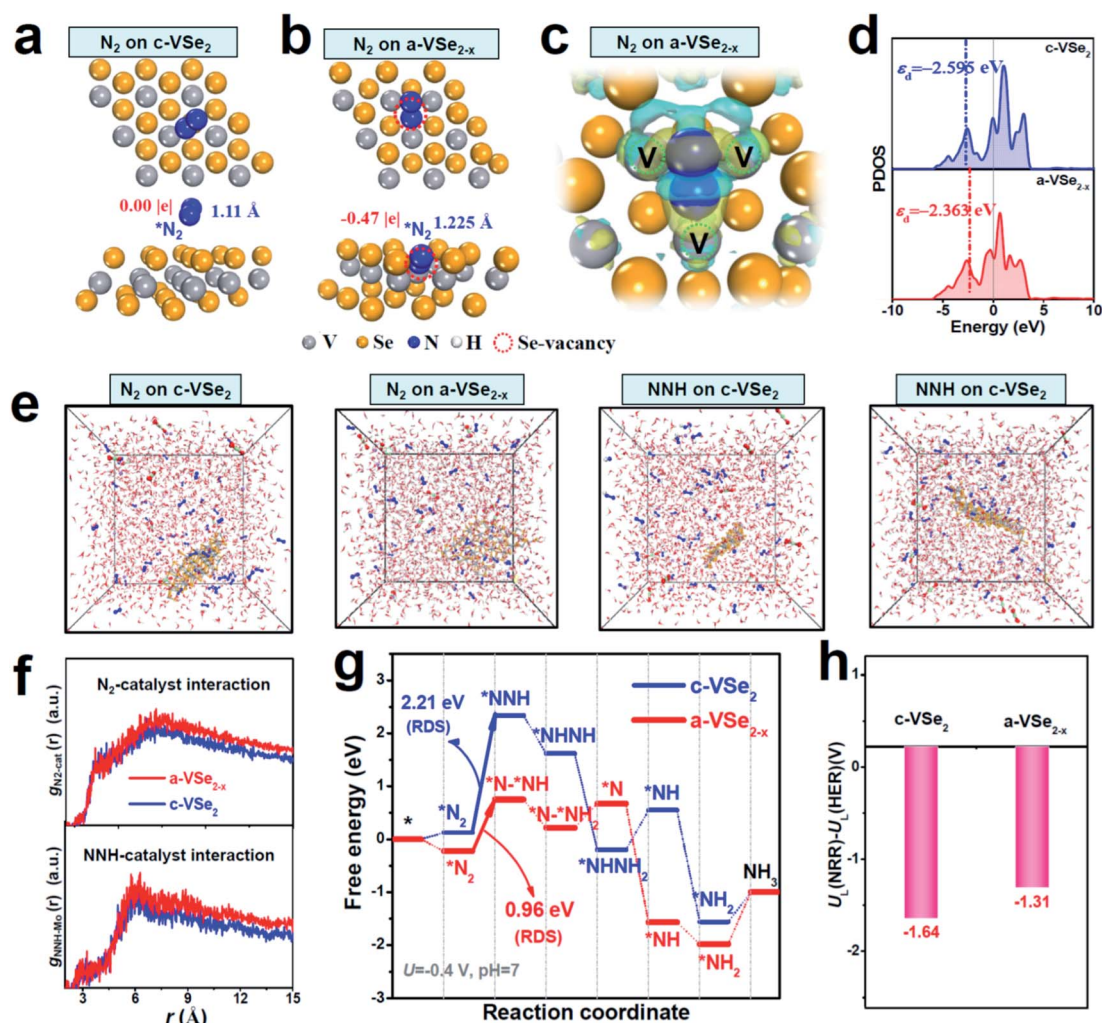 a
N₂ on c-VSe₂
b
N₂ on a-VSe₂₋ₓ
c
N₂ on a-VSe₂₋ₓ
d
0.00 |e|
1.11 Å
*N₂
-0.47 |e|
*N₂
1.225 Å
V
V
V
c-VSe₂
εd=−2.595 eV
a-VSe₂₋ₓ
εd=−2.363 eV
PDOS
-10 -5 0 5 10
Energy (eV)
V Se N H Se-vacancy
e
N₂ on c-VSe₂
N₂ on a-VSe₂₋ₓ
NNH on c-VSe₂
NNH on c-VSe₂
f
N₂-catalyst interaction
a-VSe₂₋ₓ
c-VSe₂
gN2-cat(r) (a.u.)
NNH-catalyst interaction
gNNH-Mo(r) (a.u.)
3 6 9 12 15
r (Å)
g
Free energy (eV)
3
2
1
0
-1
-2
-3
2.21 eV
(RDS)
c-VSe₂
a-VSe₂₋ₓ
*
*N₂
*NNH
*NHNH
*NHNH₂
*NH
*NH₂
NH₃
*N₂
*N-*NH
*N-*NH₂
*N
*NH
*NH₂
0.96 eV
(RDS)
U=-0.4 V, pH=7
Reaction coordinate
h
c-VSe₂
a-VSe₂₋ₓ
UL(NRR)-UL(HER)(V)
0
-1
-2
-1.64
-1.31